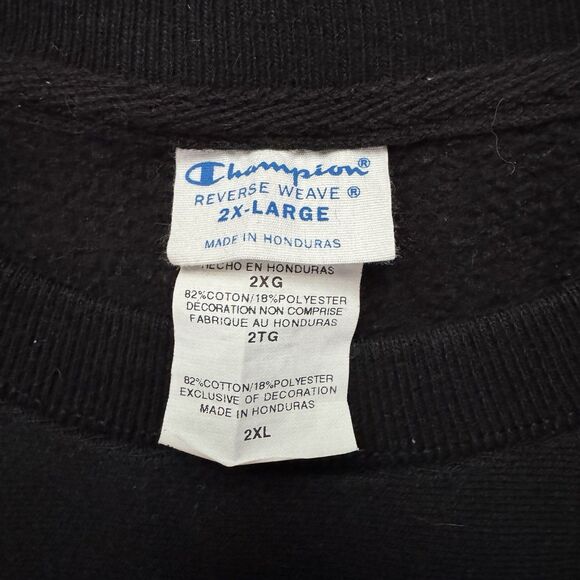 Champion®
REVERSE WEAVE ®
2X-LARGE
MADE IN HONDURAS
HECHO EN HONDURAS
2XG
82%COTON/18%POLYESTER
DÉCORATION NON COMPRISE
FABRIQUE AU HONDURAS
2TG
82%COTTON/18%POLYESTER
EXCLUSIVE OF DECORATION
MADE IN HONDURAS
2XL